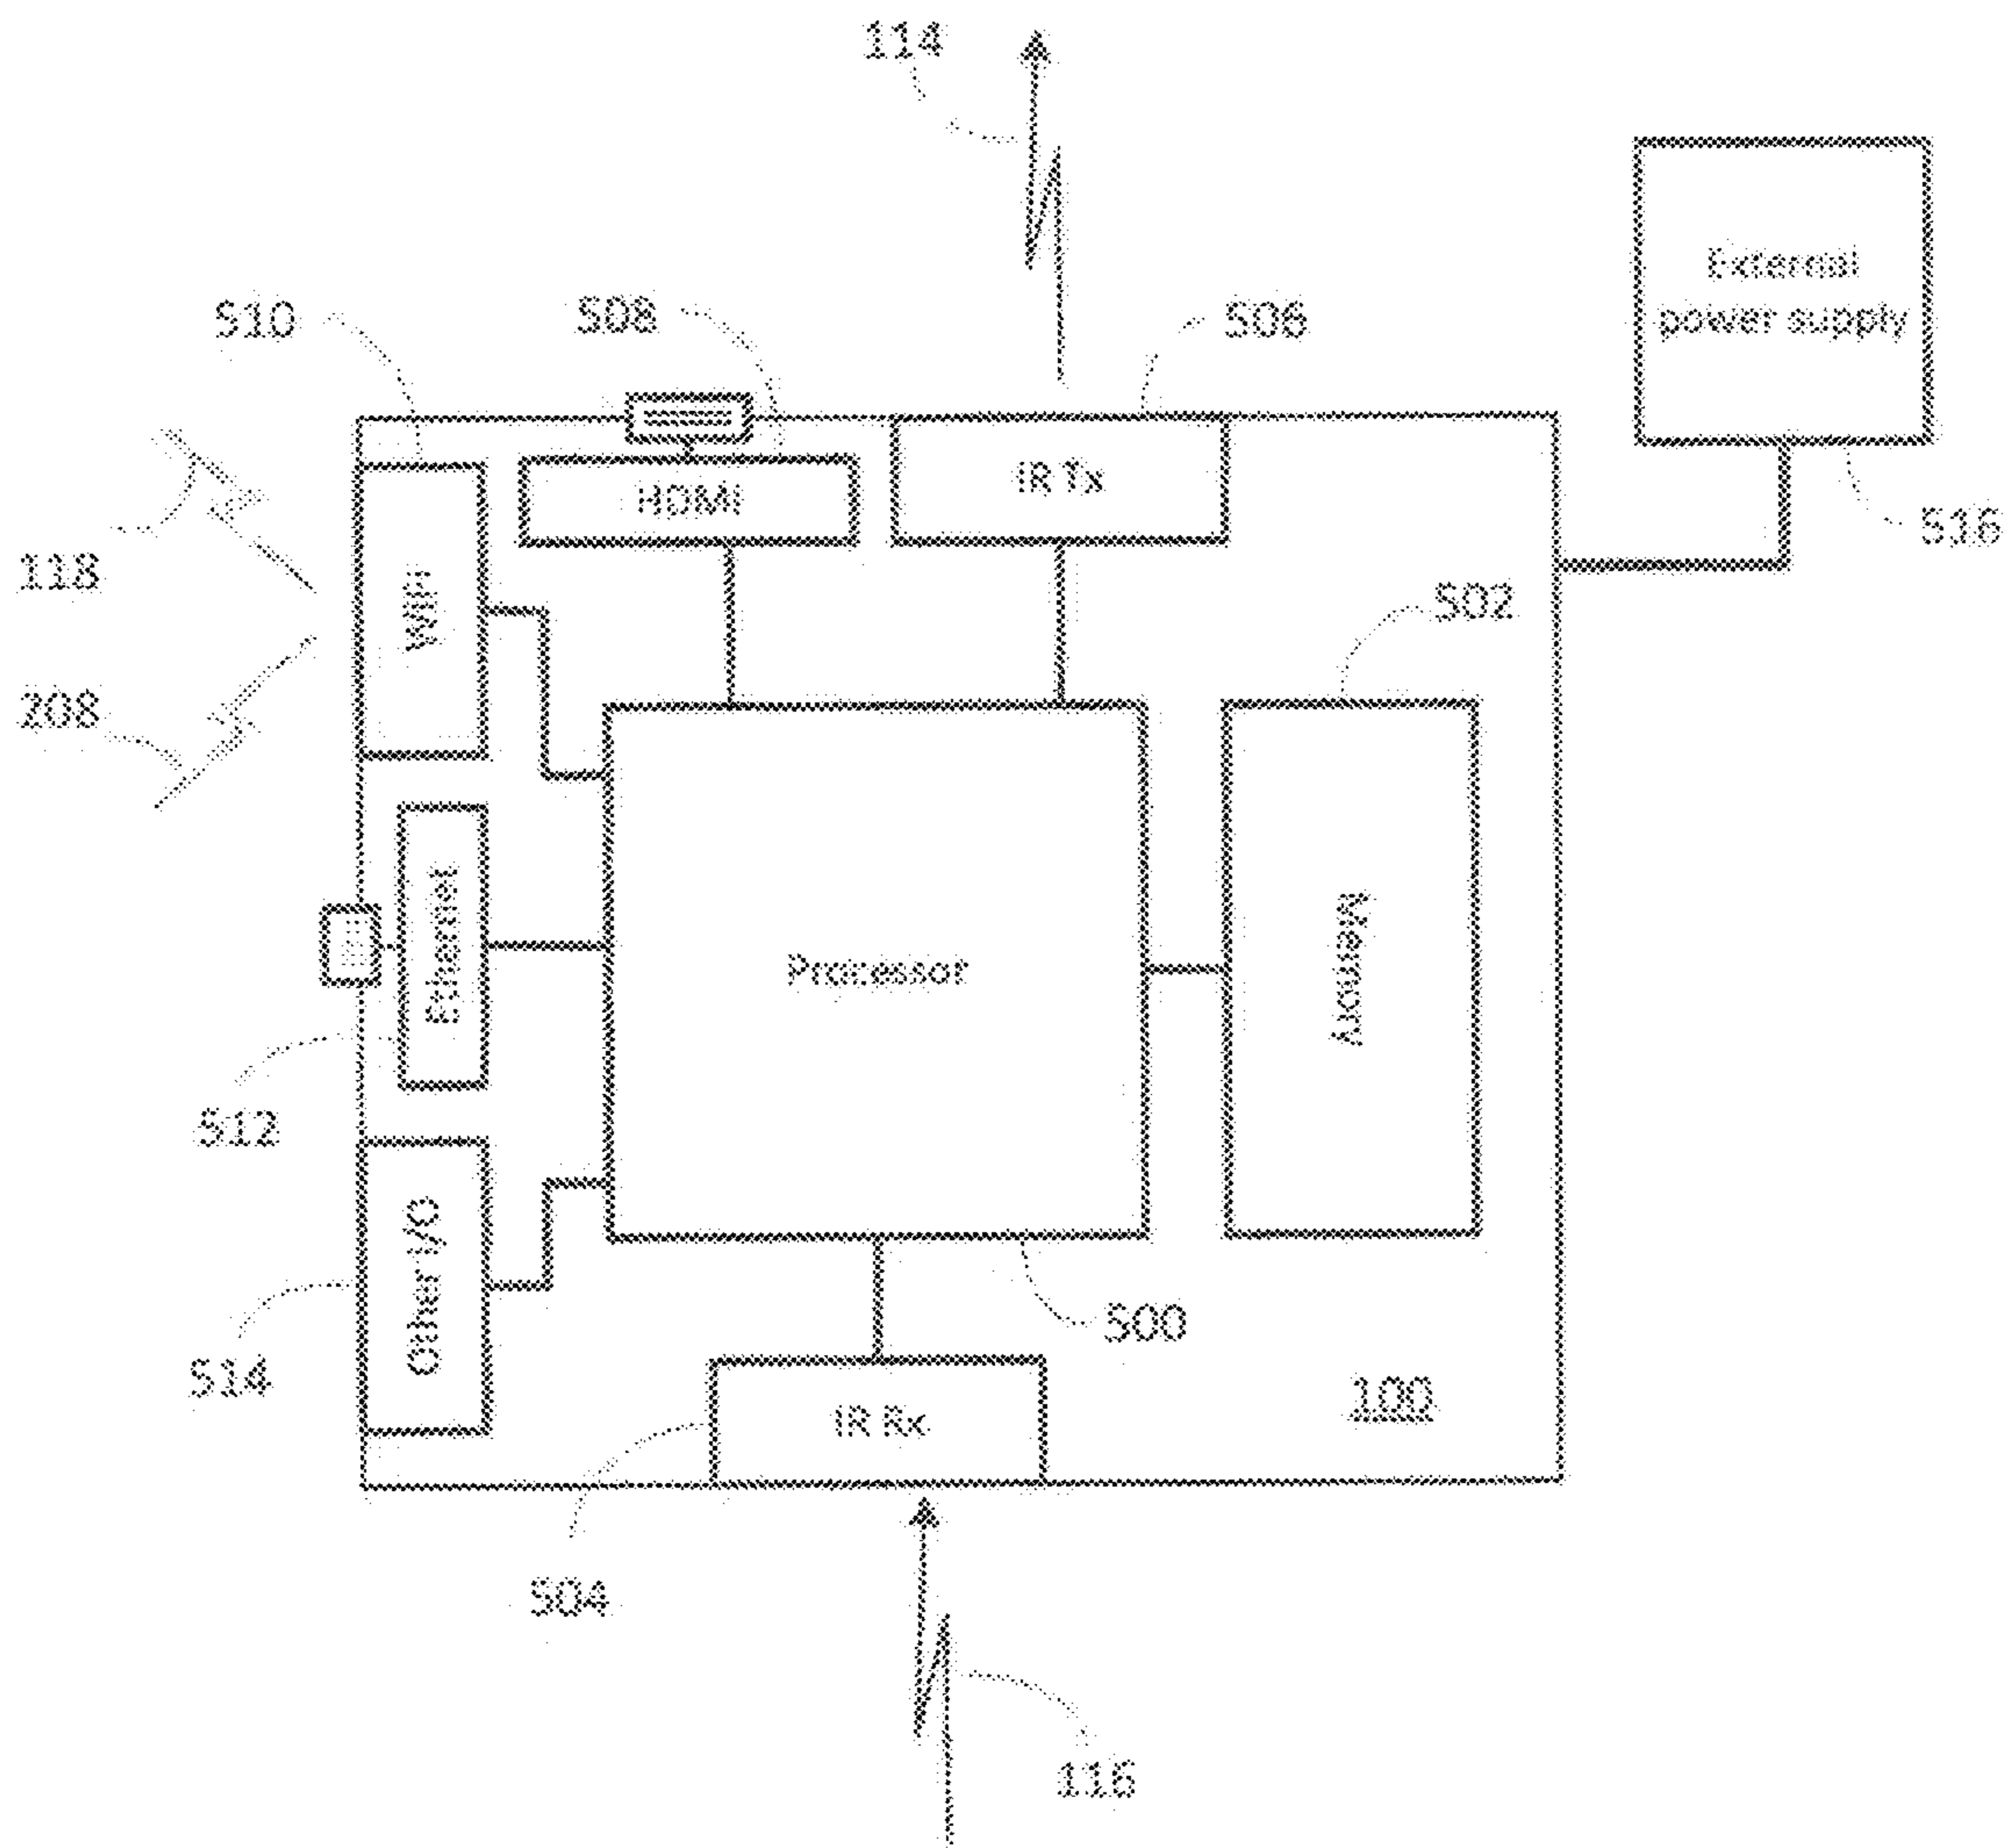 114
External
power supply
510
508
506
HDMI
IR Tx
516
118
WiFi
502
208
Ethernet
Processor
Memory
512
Other I/O
500
514
100
IR Rx
504
116